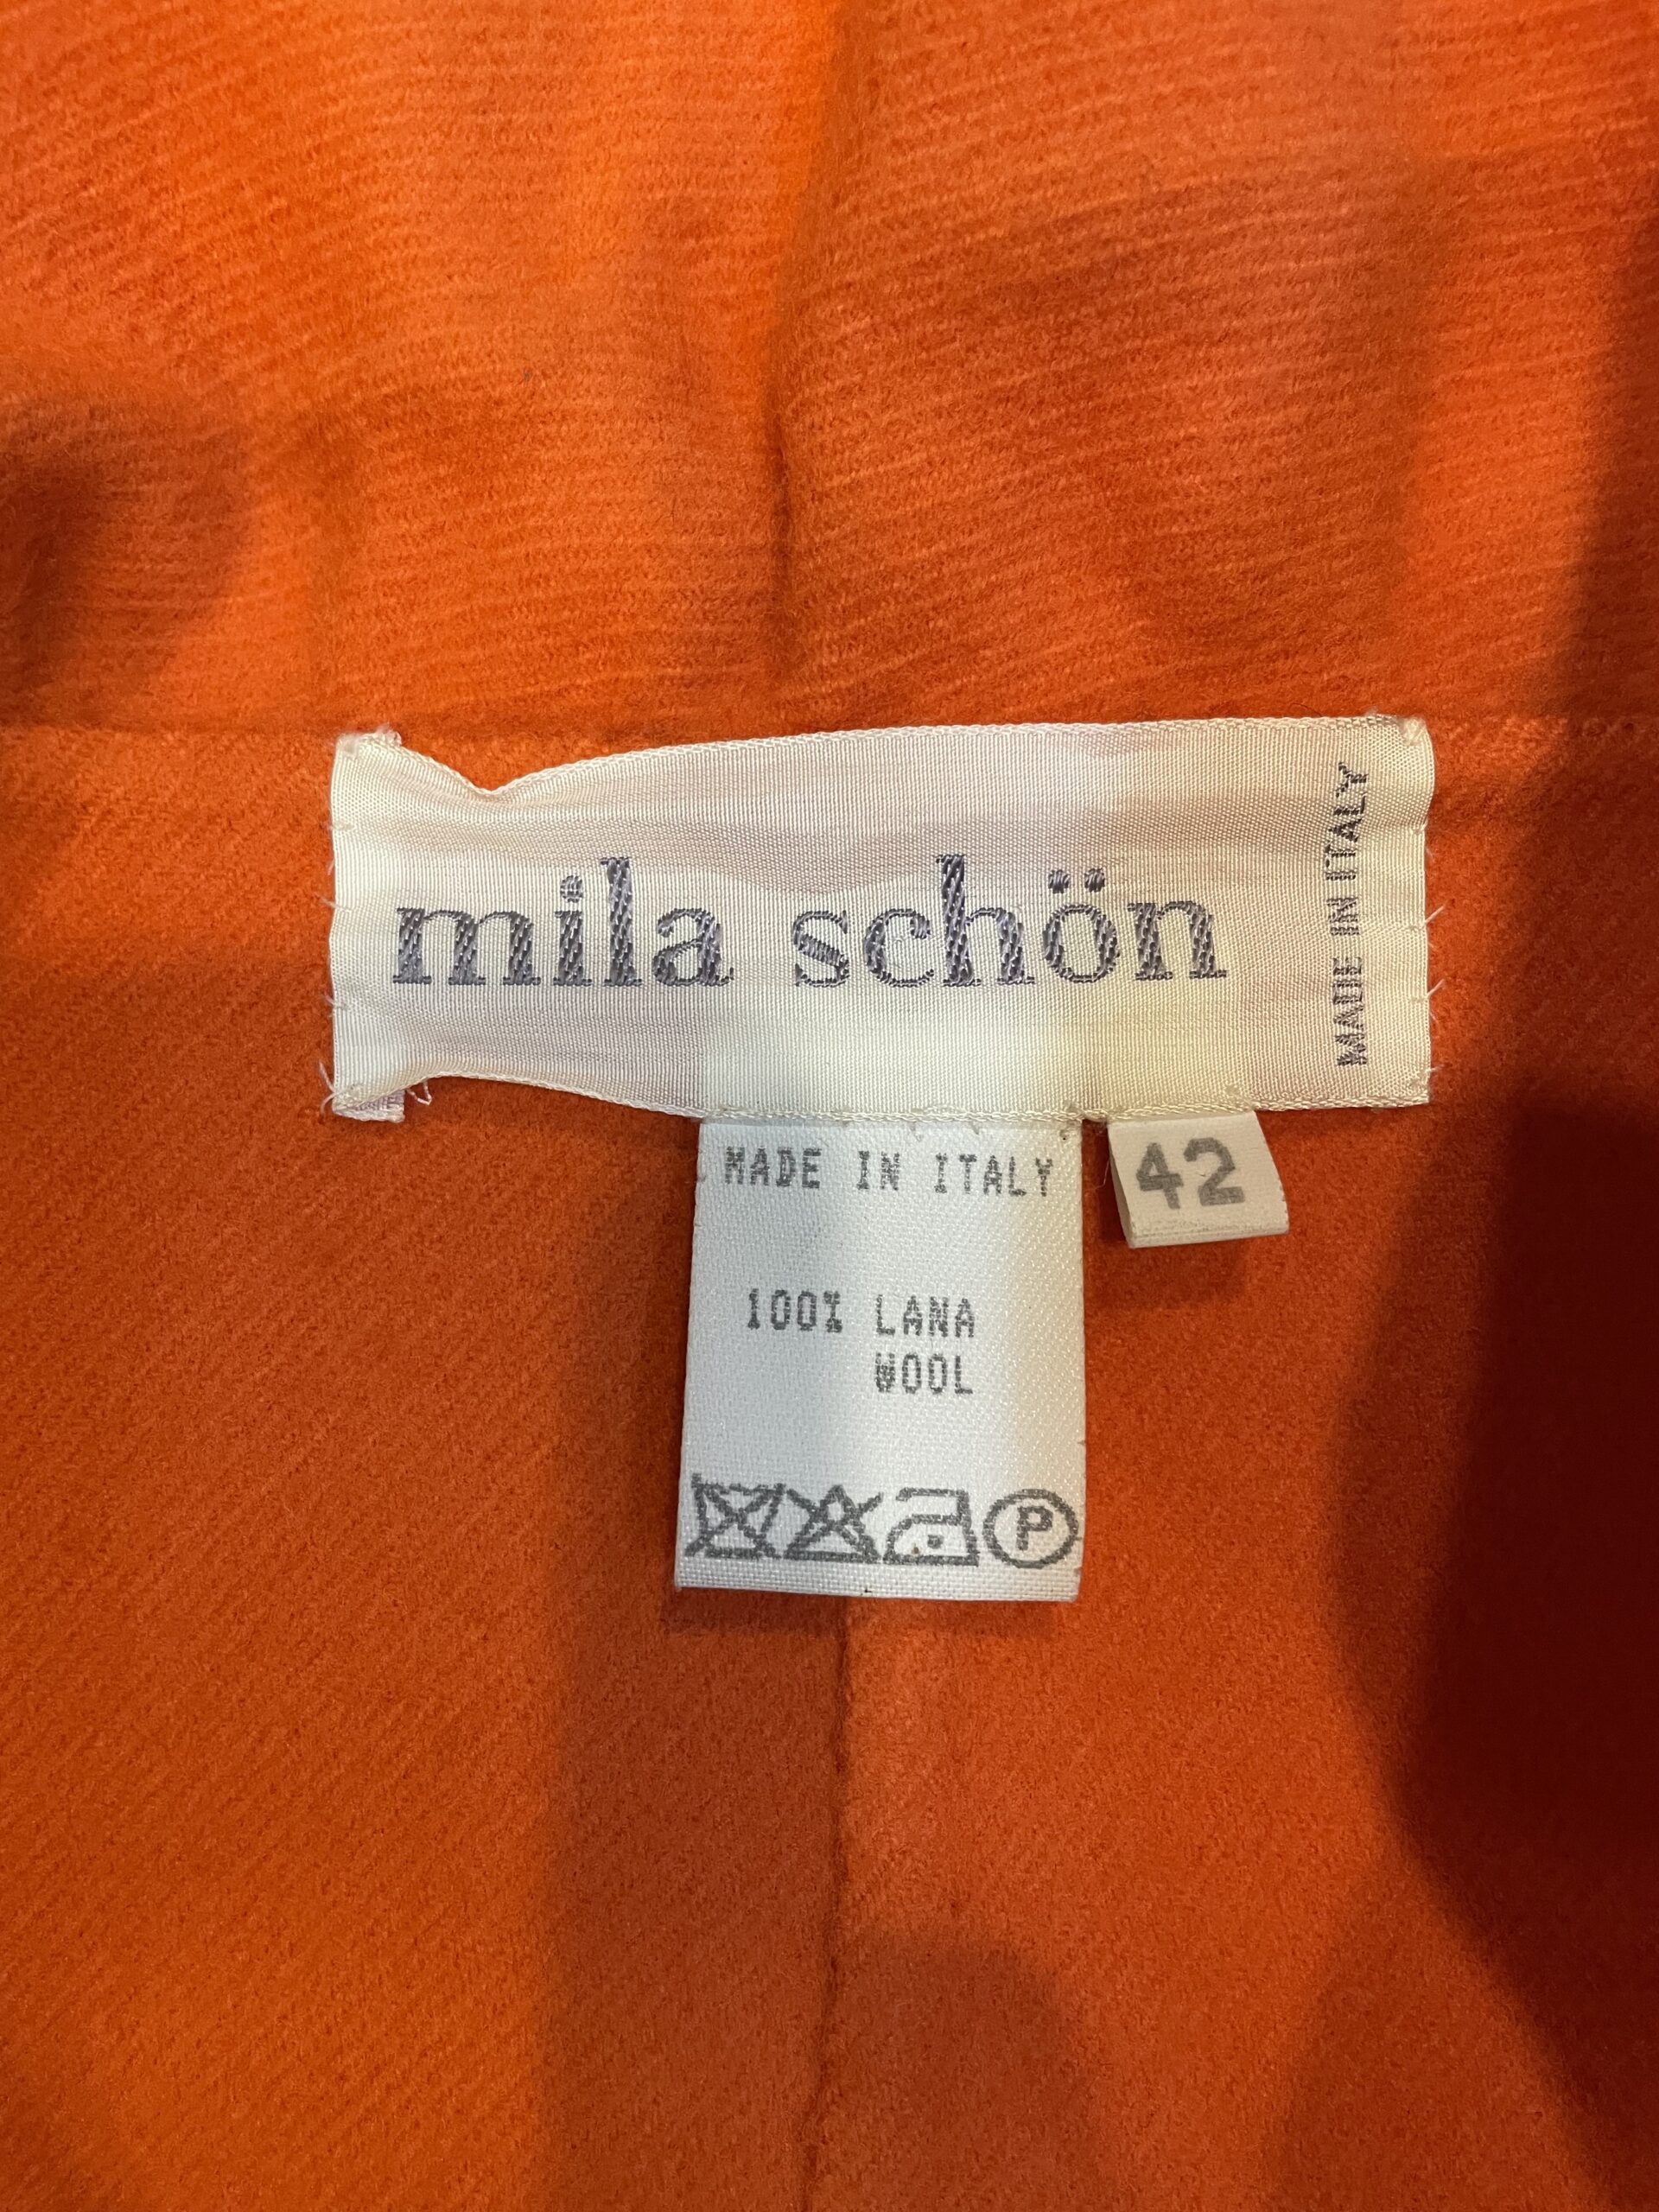 mila schön
MADE IN ITALY
MADE IN ITALY
42
100% LANA
WOOL
P